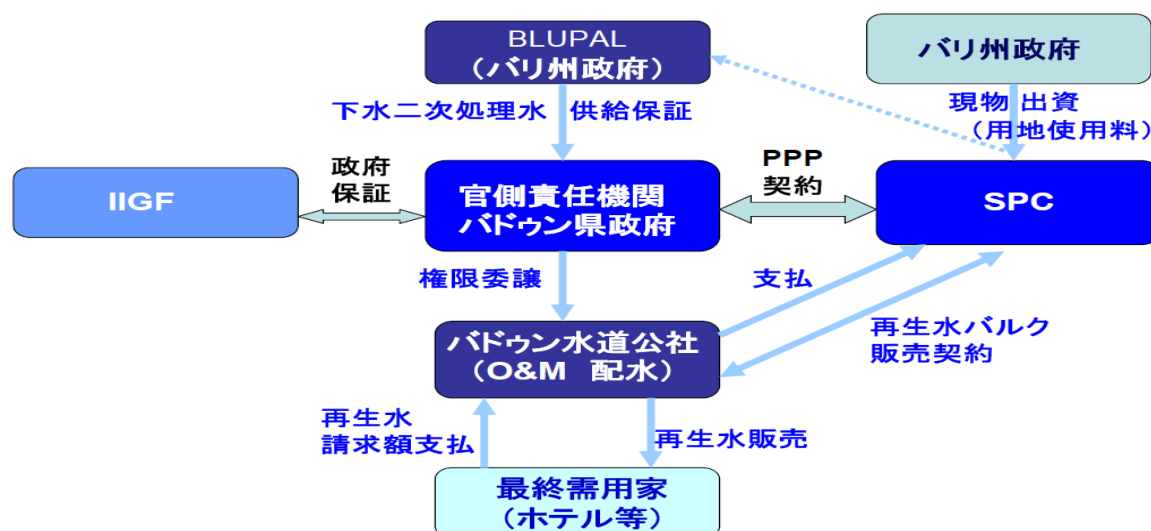 BLUPAL
（バリ州政府）
バリ州政府
下水二次処理水 供給保証
現物 出資
（用地使用料）
IIGF
政府
保証
官側責任機関
バドゥン県政府
PPP
契約
SPC
権限委譲
支払
バドゥン水道公社
（O&M 配水）
再生水バルク
販売契約
再生水
請求額支払
再生水販売
最終需用家
（ホテル等）